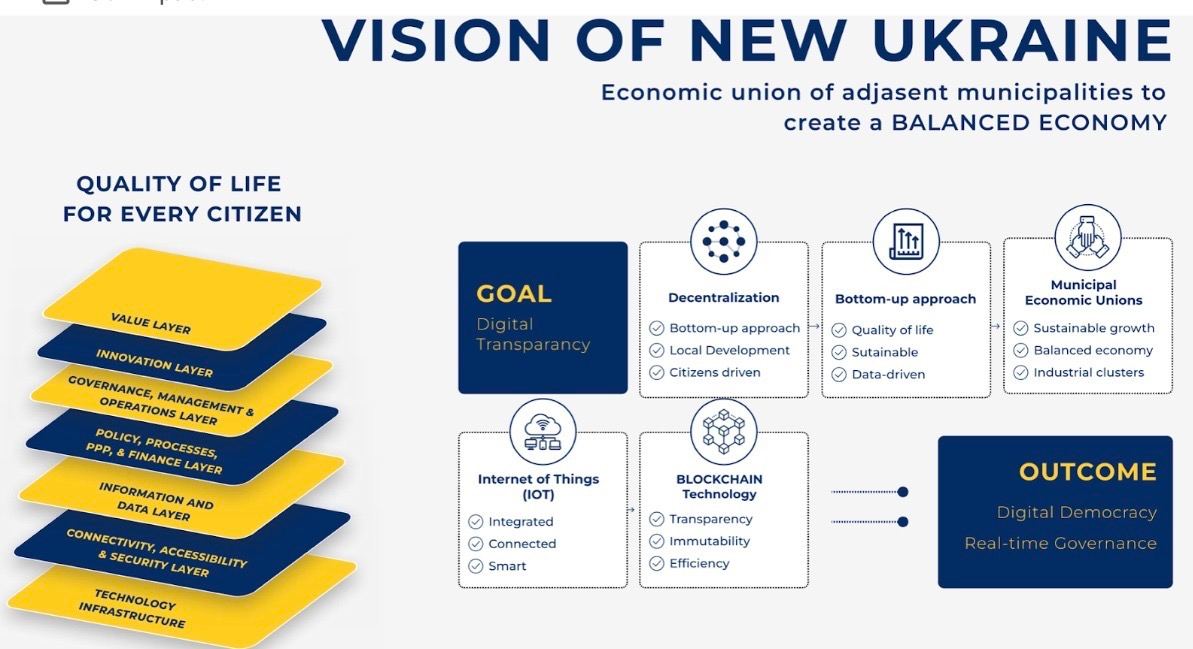 VISION OF NEW UKRAINE
Economic union of adjasent municipalities to
create a BALANCED ECONOMY
QUALITY OF LIFE
FOR EVERY CITIZEN
VALUE LAYER
INNOVATION LAYER
GOVERNANCE, MANAGEMENT &
OPERATIONS LAYER
POLICY, PROCESSES,
PPP, & FINANCE LAYER
INFORMATION AND
DATA LAYER
CONNECTIVITY, ACCESSIBILITY
& SECURITY LAYER
TECHNOLOGY
INFRASTRUCTURE
GOAL
Digital
Transparancy
Decentralization
Bottom-up approach
Local Development
Citizens driven
Bottom-up approach
Quality of life
Sutainable
Data-driven
Municipal
Economic Unions
Sustainable growth
Balanced economy
Industrial clusters
Internet of Things
(IOT)
Integrated
Connected
Smart
BLOCKCHAIN
Technology
Transparency
Immutability
Efficiency
OUTCOME
Digital Democracy
Real-time Governance